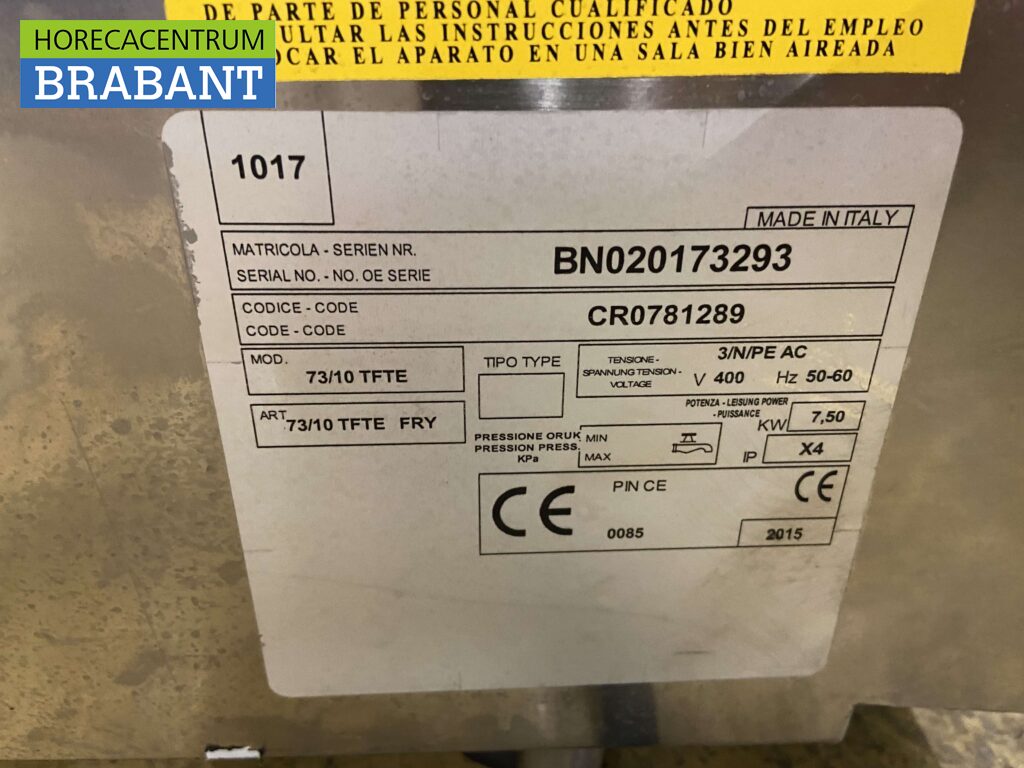 DE PARTE DE PERSONAL CUALIFICADO
ULTAR LAS INSTRUCCIONES ANTES DEL EMPLEO
OCAR EL APARATO EN UNA SALA BIEN AIREADA
HORECACENTRUM
BRABANT
1017
MADE IN ITALY
MATRICOLA - SERIEN NR.
SERIAL NO. - NO. OE SERIE
BN020173293
CODICE - CODE
CODE - CODE
CR0781289
MOD.
73/10 TFTE
TIPO TYPE
TENSIONE -
SPANNUNG TENSION -
VOLTAGE
3/N/PE AC
V 400 Hz 50-60
ART.
73/10 TFTE FRY
POTENZA - LEISUNG POWER
- PUISSANCE
KW 7,50
PRESSIONE ORUK
PRESSION PRESS.
KPa
MIN
MAX
IP X4
CE
PIN CE
CE
0085
2015